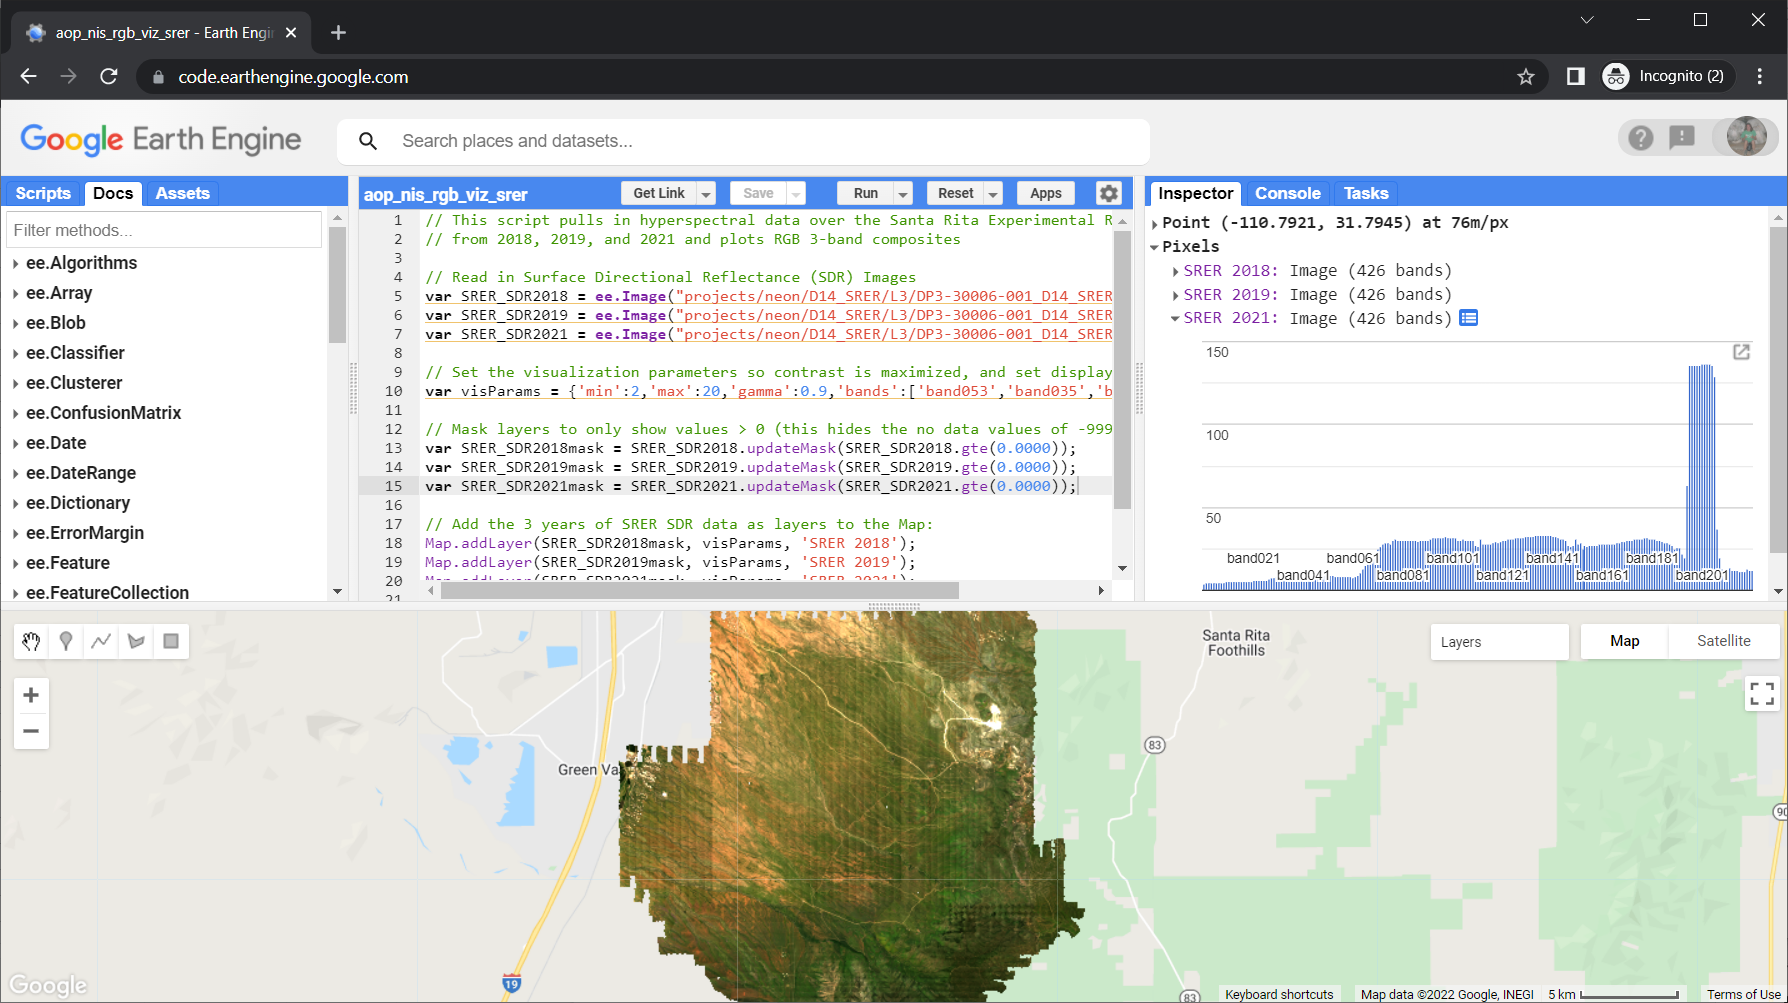 aop_nis_rgb_viz_srer - Earth Engin
code.earthengine.google.com
Incognito (2)
Google Earth Engine
Search places and datasets...
Scripts Docs Assets
Filter methods...
ee.Algorithms
ee.Array
ee.Blob
ee.Classifier
ee.Clusterer
ee.ConfusionMatrix
ee.Date
ee.DateRange
ee.Dictionary
ee.ErrorMargin
ee.Feature
ee.FeatureCollection
aop_nis_rgb_viz_srer
Get Link Save Run Reset Apps
1 // This script pulls in hyperspectral data over the Santa Rita Experimental R
2 // from 2018, 2019, and 2021 and plots RGB 3-band composites
3
4 // Read in Surface Directional Reflectance (SDR) Images
5 var SRER_SDR2018 = ee.Image("projects/neon/D14_SRER/L3/DP3-30006-001_D14_SRER
6 var SRER_SDR2019 = ee.Image("projects/neon/D14_SRER/L3/DP3-30006-001_D14_SRER
7 var SRER_SDR2021 = ee.Image("projects/neon/D14_SRER/L3/DP3-30006-001_D14_SRER
8
9 // Set the visualization parameters so contrast is maximized, and set display
10 var visParams = {'min':2,'max':20,'gamma':0.9,'bands':['band053','band035','b
11
12 // Mask layers to only show values > 0 (this hides the no data values of -999
13 var SRER_SDR2018mask = SRER_SDR2018.updateMask(SRER_SDR2018.gte(0.0000));
14 var SRER_SDR2019mask = SRER_SDR2019.updateMask(SRER_SDR2019.gte(0.0000));
15 var SRER_SDR2021mask = SRER_SDR2021.updateMask(SRER_SDR2021.gte(0.0000));
16
17 // Add the 3 years of SRER SDR data as layers to the Map:
18 Map.addLayer(SRER_SDR2018mask, visParams, 'SRER 2018');
19 Map.addLayer(SRER_SDR2019mask, visParams, 'SRER 2019');
20 Map.addLayer(SRER_SDR2021mask, visParams, 'SRER 2021');
21
Inspector Console Tasks
Point (-110.7921, 31.7945) at 76m/px
Pixels
SRER 2018: Image (426 bands)
SRER 2019: Image (426 bands)
SRER 2021: Image (426 bands)
150
100
50
band021 band061 band101 band141 band181
band041 band081 band121 band161 band201
Santa Rita
Foothills
Layers
Map Satellite
83
Green Va
90
19
83
Google
Keyboard shortcuts Map data ©2022 Google, INEGI 5 km Terms of Use